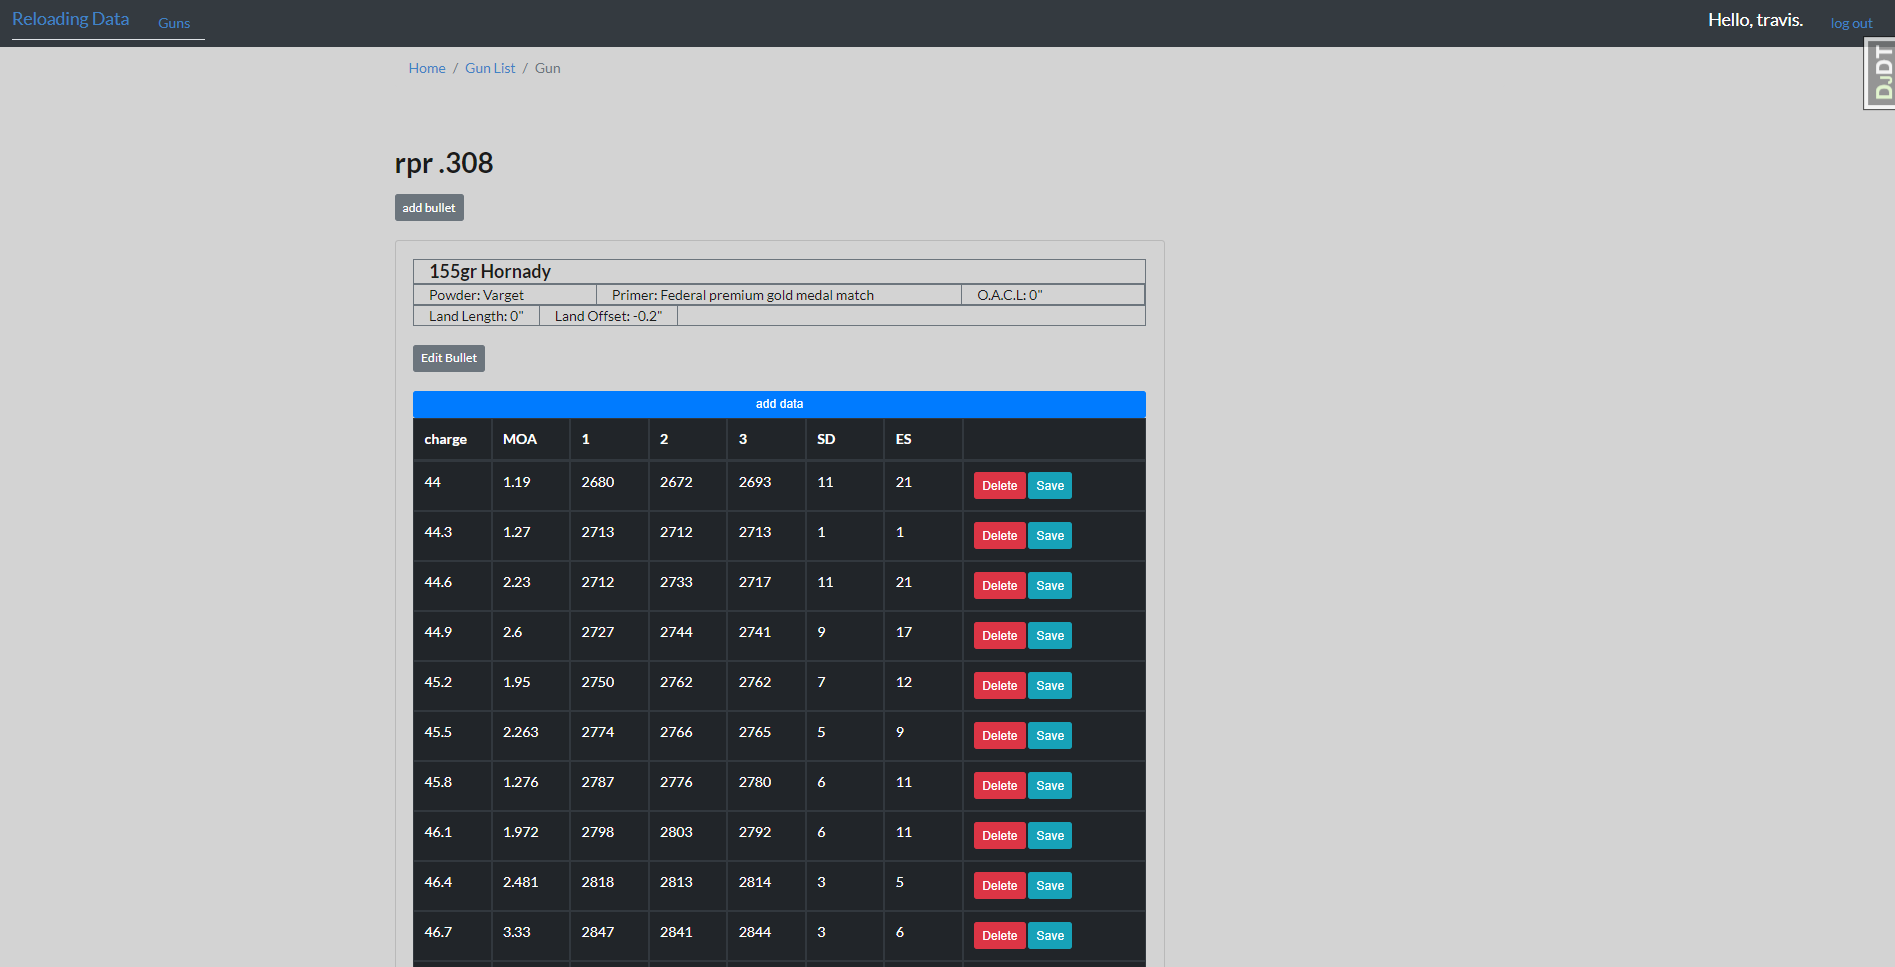 Reloading Data Guns Hello, travis. log out
DJDT
Home / Gun List / Gun
rpr .308
add bullet
155gr Hornady
Powder: Varget Primer: Federal premium gold medal match O.A.C.L: 0"
Land Length: 0" Land Offset: -0.2"
Edit Bullet
add data
charge MOA 1 2 3 SD ES
44 1.19 2680 2672 2693 11 21 Delete Save
44.3 1.27 2713 2712 2713 1 1 Delete Save
44.6 2.23 2712 2733 2717 11 21 Delete Save
44.9 2.6 2727 2744 2741 9 17 Delete Save
45.2 1.95 2750 2762 2762 7 12 Delete Save
45.5 2.263 2774 2766 2765 5 9 Delete Save
45.8 1.276 2787 2776 2780 6 11 Delete Save
46.1 1.972 2798 2803 2792 6 11 Delete Save
46.4 2.481 2818 2813 2814 3 5 Delete Save
46.7 3.33 2847 2841 2844 3 6 Delete Save